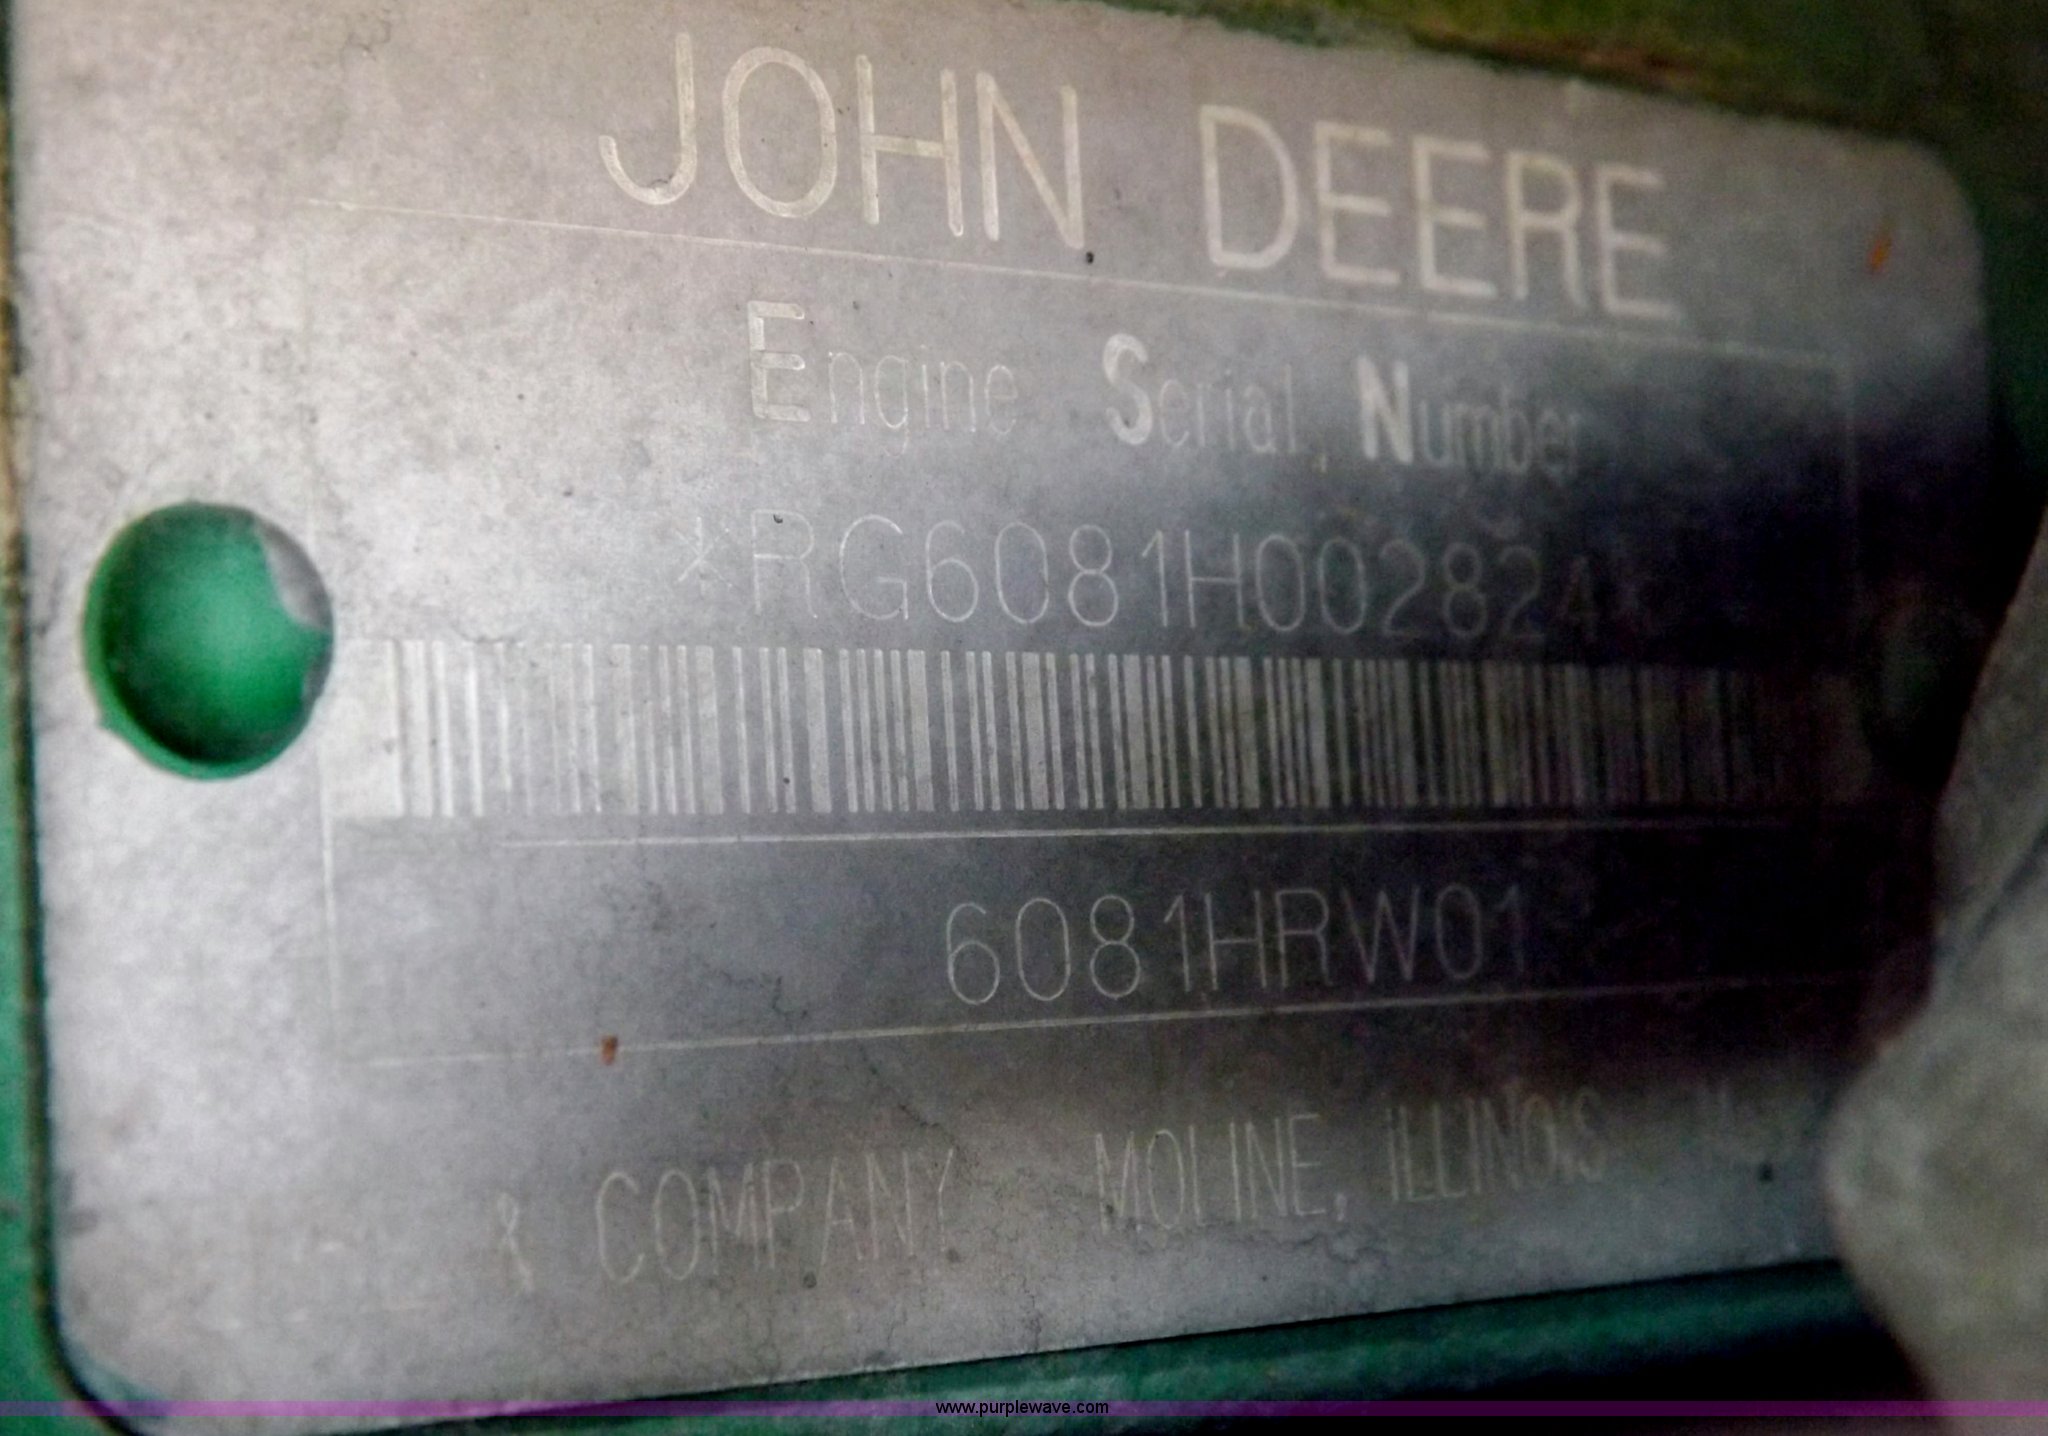 JOHN DEERE
Engine Serial Number
*RG6081H002824*
6081HRW01
& COMPANY MOLINE, ILLINOIS
www.purplewave.com